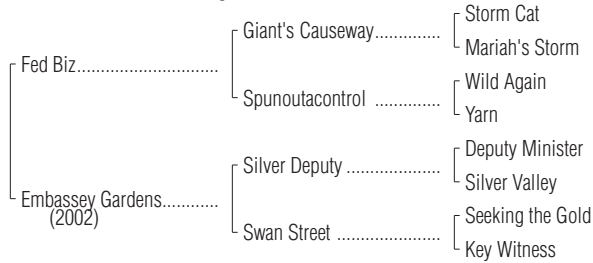 Storm Cat
Giant's Causeway..............
Mariah's Storm
Fed Biz..............................
Wild Again
Spunoutacontrol ..............
Yarn
Deputy Minister
Silver Deputy ....................
Silver Valley
Embassey Gardens............
(2002)
Seeking the Gold
Swan Street ......................
Key Witness